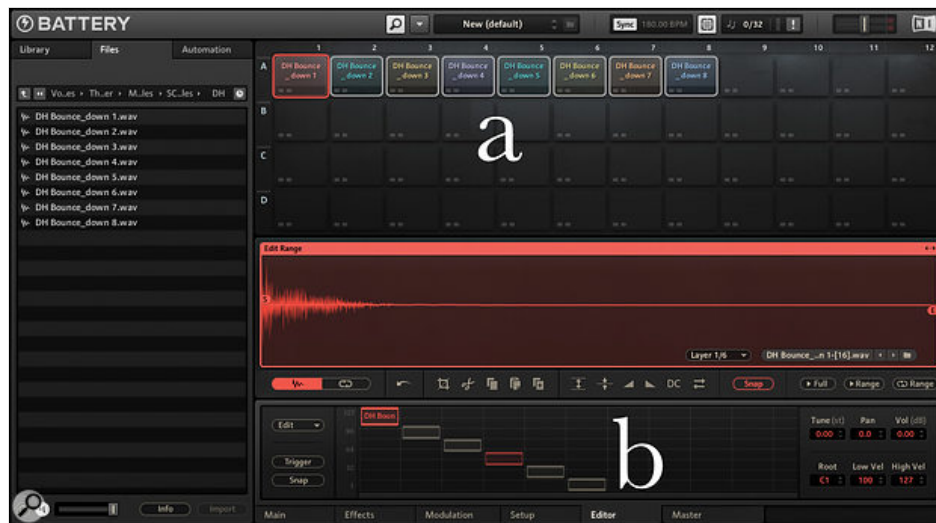 BATTERY
New (default)
Sync 180.00 BPM
0/32
!
Library Files Automation
1 2 3 4 5 6 7 8 9 10 11 12
A
DH Bounce _down 1
DH Bounce _down 2
DH Bounce _down 3
DH Bounce _down 4
DH Bounce _down 5
DH Bounce _down 6
DH Bounce _down 7
DH Bounce _down 8
B
C
D
a
Vo..es Th..er M..les SC..les DH
DH Bounce_down 1.wav
DH Bounce_down 2.wav
DH Bounce_down 3.wav
DH Bounce_down 4.wav
DH Bounce_down 5.wav
DH Bounce_down 6.wav
DH Bounce_down 7.wav
DH Bounce_down 8.wav
Edit Range
S
E
Layer 1/6
DH Bounce_...n 1-[16].wav
DC
Snap
Full
Range
Range
Edit
Trigger
Snap
127
DH Boun
1
b
Tune (st) Pan Vol (dB)
0.00 0.0 0.00
Root Low Vel High Vel
C1 100 127
Info Import
Main Effects Modulation Setup Editor Master